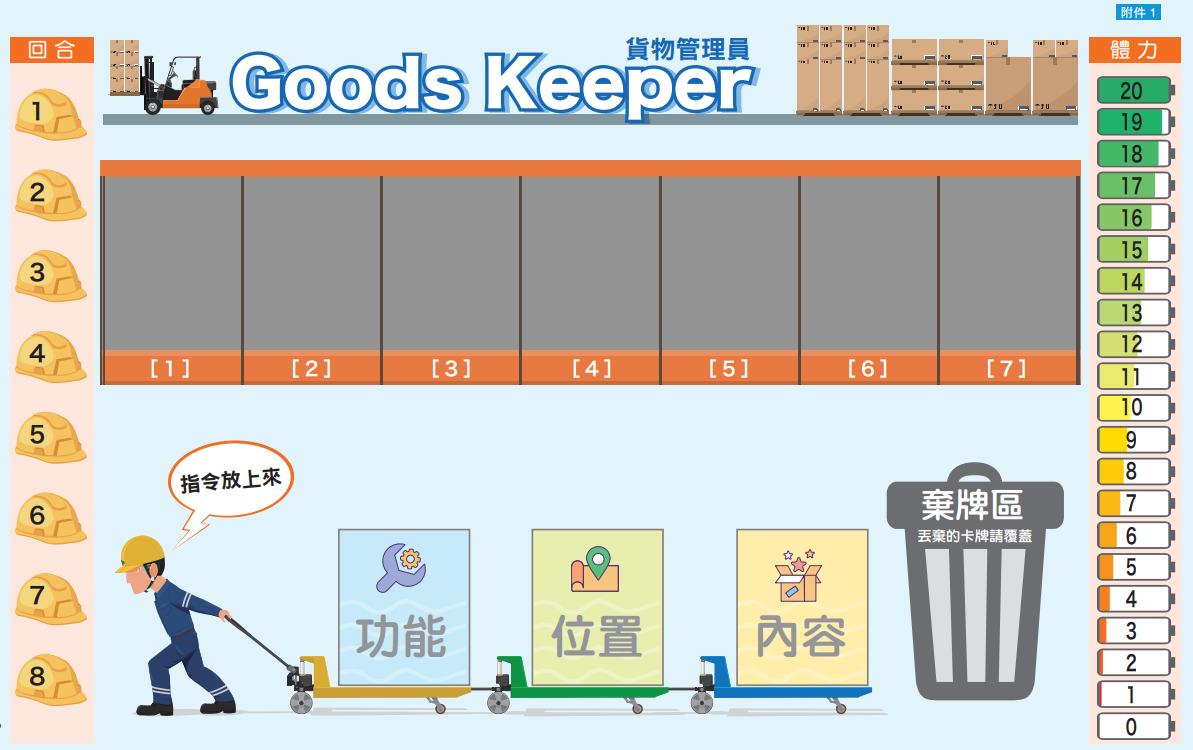 附件 1
貨物管理員
Goods Keeper
回 合
1
2
3
4
5
6
7
8
體 力
20
19
18
17
16
15
14
13
12
11
10
9
8
7
6
5
4
3
2
1
0
[ 1 ]
[ 2 ]
[ 3 ]
[ 4 ]
[ 5 ]
[ 6 ]
[ 7 ]
指令放上來
功能
位置
內容
棄牌區
丟棄的卡牌請覆蓋